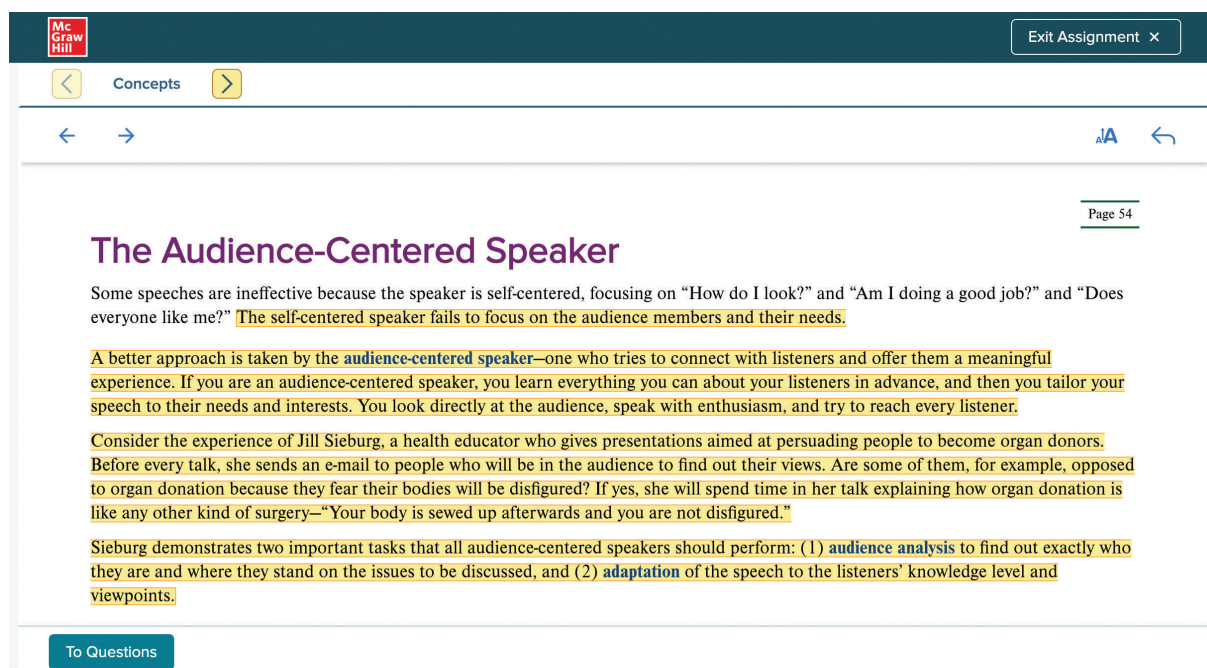 Mc
Graw
Hill
Exit Assignment ×
Concepts
AA
Page 54
The Audience-Centered Speaker
Some speeches are ineffective because the speaker is self-centered, focusing on “How do I look?” and “Am I doing a good job?” and “Does
everyone like me?” The self-centered speaker fails to focus on the audience members and their needs.
A better approach is taken by the audience-centered speaker—one who tries to connect with listeners and offer them a meaningful
experience. If you are an audience-centered speaker, you learn everything you can about your listeners in advance, and then you tailor your
speech to their needs and interests. You look directly at the audience, speak with enthusiasm, and try to reach every listener.
Consider the experience of Jill Sieburg, a health educator who gives presentations aimed at persuading people to become organ donors.
Before every talk, she sends an e-mail to people who will be in the audience to find out their views. Are some of them, for example, opposed
to organ donation because they fear their bodies will be disfigured? If yes, she will spend time in her talk explaining how organ donation is
like any other kind of surgery—“Your body is sewed up afterwards and you are not disfigured.”
Sieburg demonstrates two important tasks that all audience-centered speakers should perform: (1) audience analysis to find out exactly who
they are and where they stand on the issues to be discussed, and (2) adaptation of the speech to the listeners’ knowledge level and
viewpoints.
To Questions